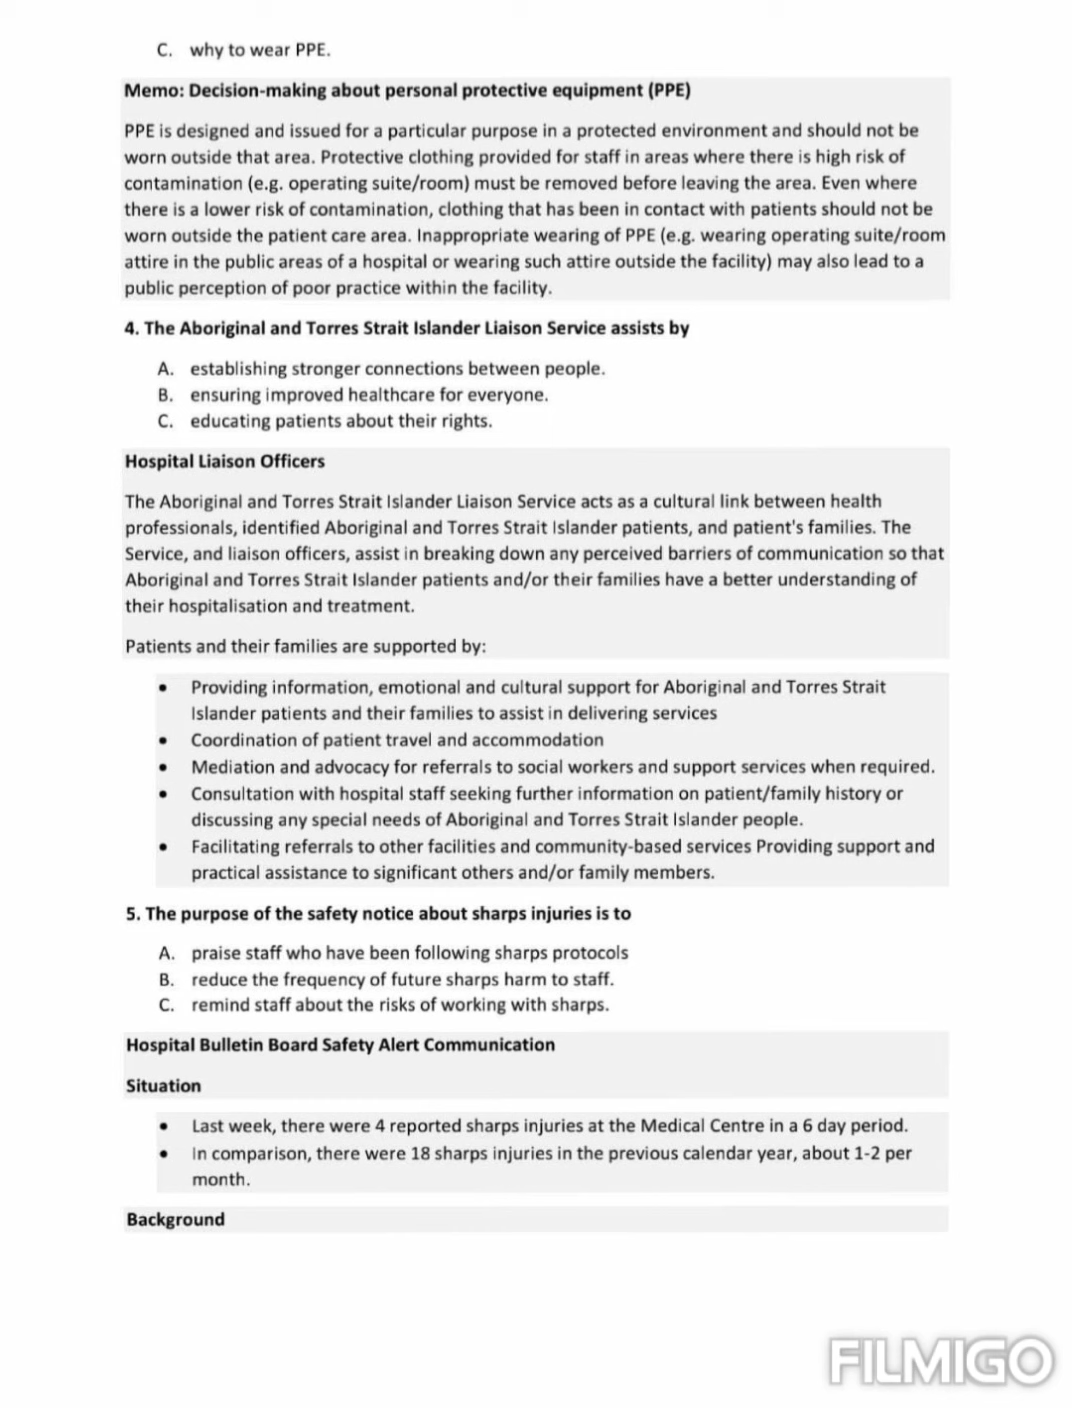 C. why to wear PPE.
Memo: Decision-making about personal protective equipment (PPE)
PPE is designed and issued for a particular purpose in a protected environment and should not be
worn outside that area. Protective clothing provided for staff in areas where there is high risk of
contamination (e.g. operating suite/room) must be removed before leaving the area. Even where
there is a lower risk of contamination, clothing that has been in contact with patients should not be
worn outside the patient care area. Inappropriate wearing of PPE (e.g. wearing operating suite/room
attire in the public areas of a hospital or wearing such attire outside the facility) may also lead to a
public perception of poor practice within the facility.
4. The Aboriginal and Torres Strait Islander Liaison Service assists by
A. establishing stronger connections between people.
B. ensuring improved healthcare for everyone.
C. educating patients about their rights.
Hospital Liaison Officers
The Aboriginal and Torres Strait Islander Liaison Service acts as a cultural link between health
professionals, identified Aboriginal and Torres Strait Islander patients, and patient's families. The
Service, and liaison officers, assist in breaking down any perceived barriers of communication so that
Aboriginal and Torres Strait Islander patients and/or their families have a better understanding of
their hospitalisation and treatment.
Patients and their families are supported by:
• Providing information, emotional and cultural support for Aboriginal and Torres Strait
Islander patients and their families to assist in delivering services
• Coordination of patient travel and accommodation
• Mediation and advocacy for referrals to social workers and support services when required.
• Consultation with hospital staff seeking further information on patient/family history or
discussing any special needs of Aboriginal and Torres Strait Islander people.
• Facilitating referrals to other facilities and community-based services Providing support and
practical assistance to significant others and/or family members.
5. The purpose of the safety notice about sharps injuries is to
A. praise staff who have been following sharps protocols
B. reduce the frequency of future sharps harm to staff.
C. remind staff about the risks of working with sharps.
Hospital Bulletin Board Safety Alert Communication
Situation
• Last week, there were 4 reported sharps injuries at the Medical Centre in a 6 day period.
• In comparison, there were 18 sharps injuries in the previous calendar year, about 1-2 per
month.
Background
FILMIGO